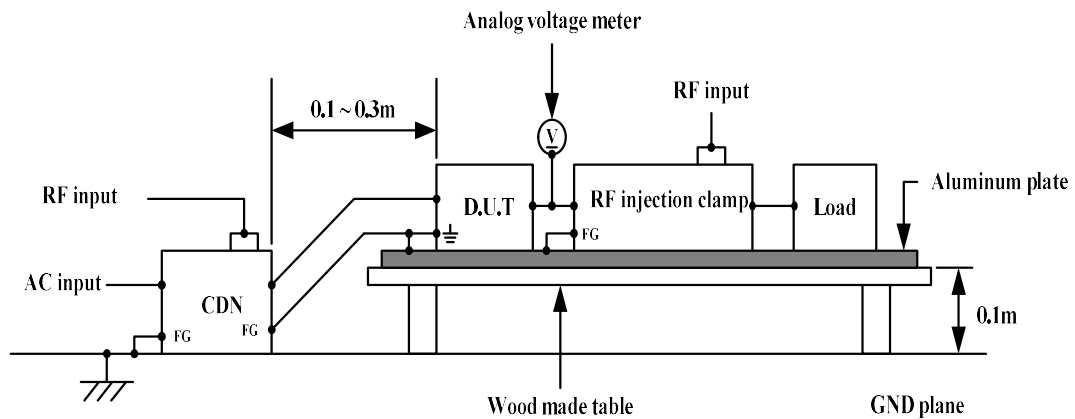 Analog voltage meter
RF input
0.1 ~ 0.3m
V
RF input
D.U.T
RF injection clamp
Load
Aluminum plate
FG
AC input
CDN
FG
FG
0.1m
Wood made table
GND plane